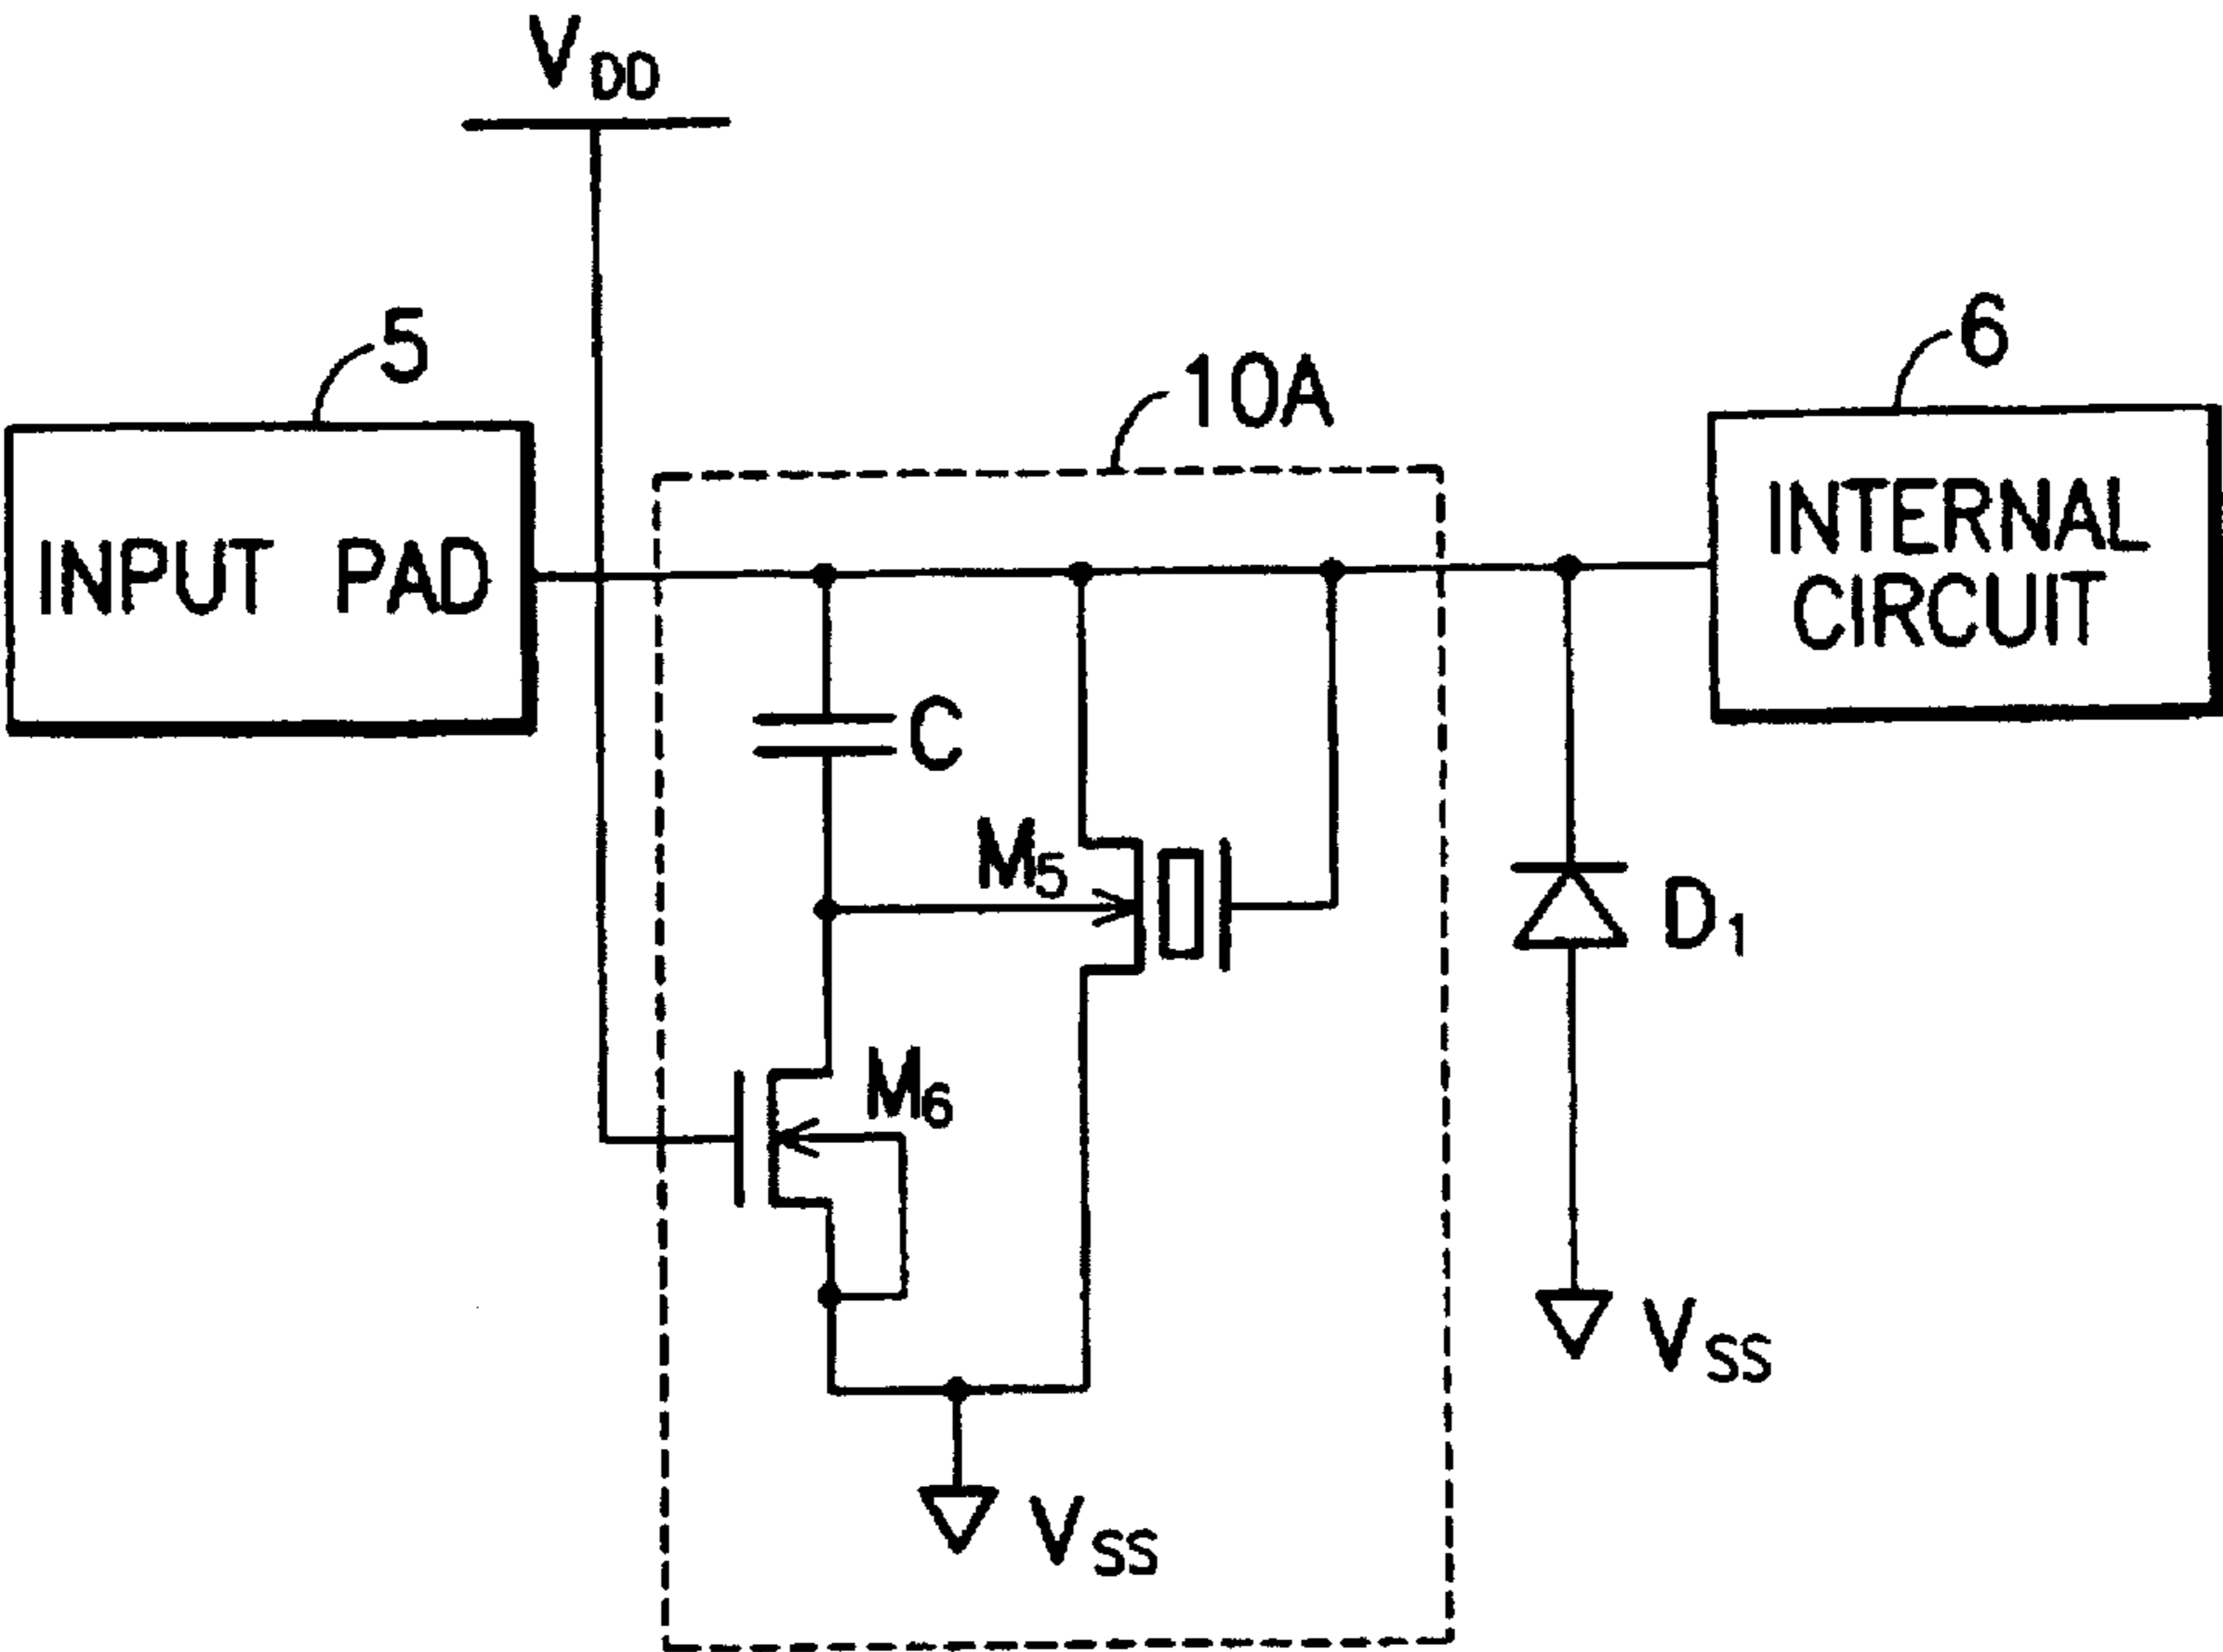 VDD
5
10A
6
INPUT PAD
INTERNAL
CIRCUIT
C
M5
D1
M6
VSS
VSS